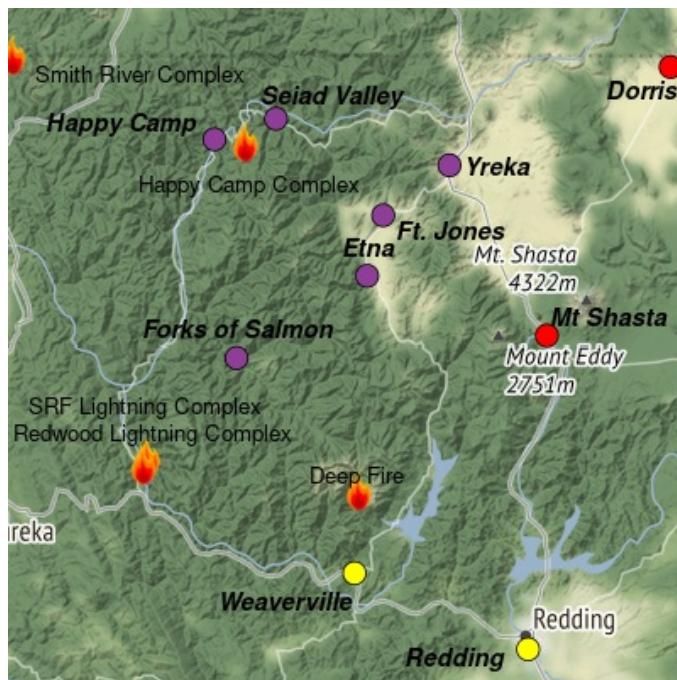 Smith River Complex
Dorris
Seiad Valley
Happy Camp
Yreka
Happy Camp Complex
Ft. Jones
Etna
Mt. Shasta
4322m
Mt Shasta
Forks of Salmon
Mount Eddy
2751m
SRF Lightning Complex
Redwood Lightning Complex
Deep Fire
ureka
Weaverville
Redding
Redding